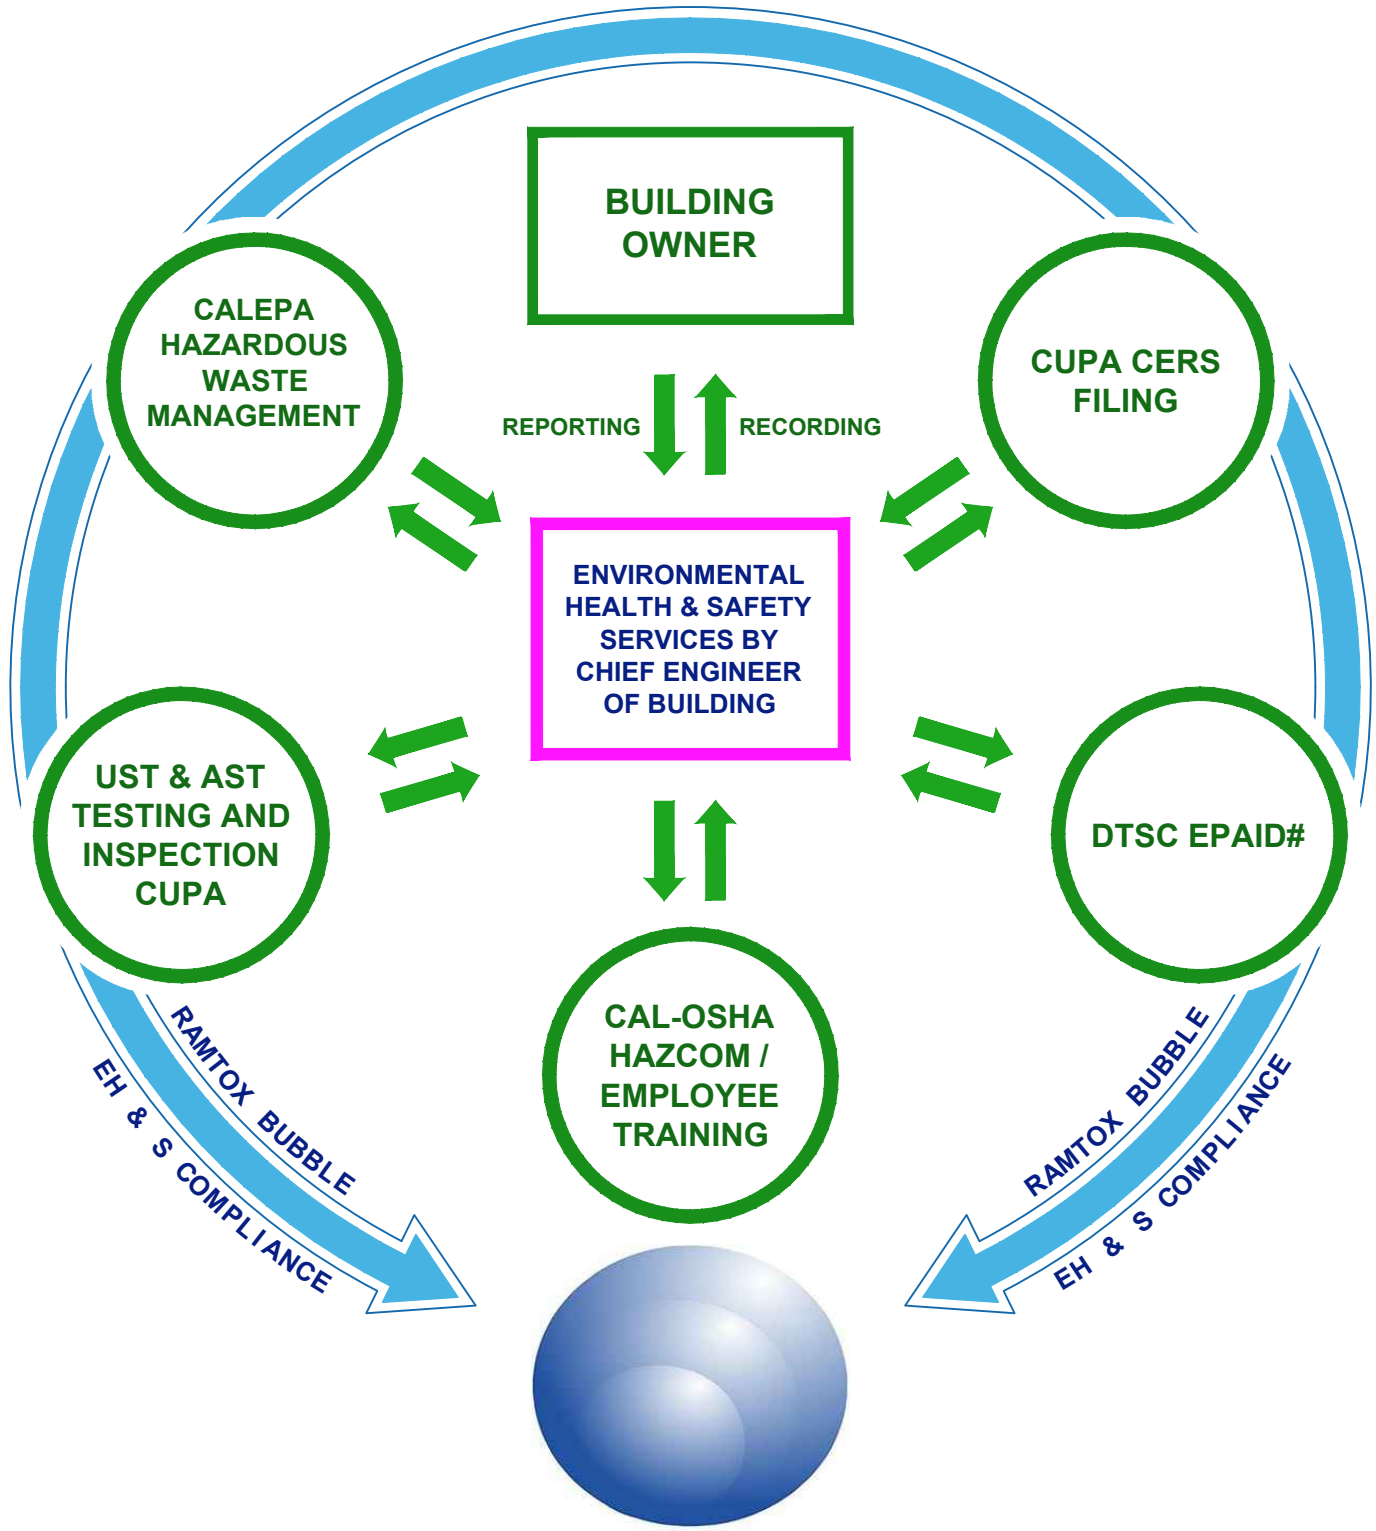 BUILDING
OWNER
CALEPA
HAZARDOUS
WASTE
MANAGEMENT
CUPA CERS
FILING
REPORTING
RECORDING
ENVIRONMENTAL
HEALTH & SAFETY
SERVICES BY
CHIEF ENGINEER
OF BUILDING
UST & AST
TESTING AND
INSPECTION
CUPA
DTSC EPAID#
CAL-OSHA
HAZCOM /
EMPLOYEE
TRAINING
RAMTOX BUBBLE
EH & S COMPLIANCE
RAMTOX BUBBLE
EH & S COMPLIANCE